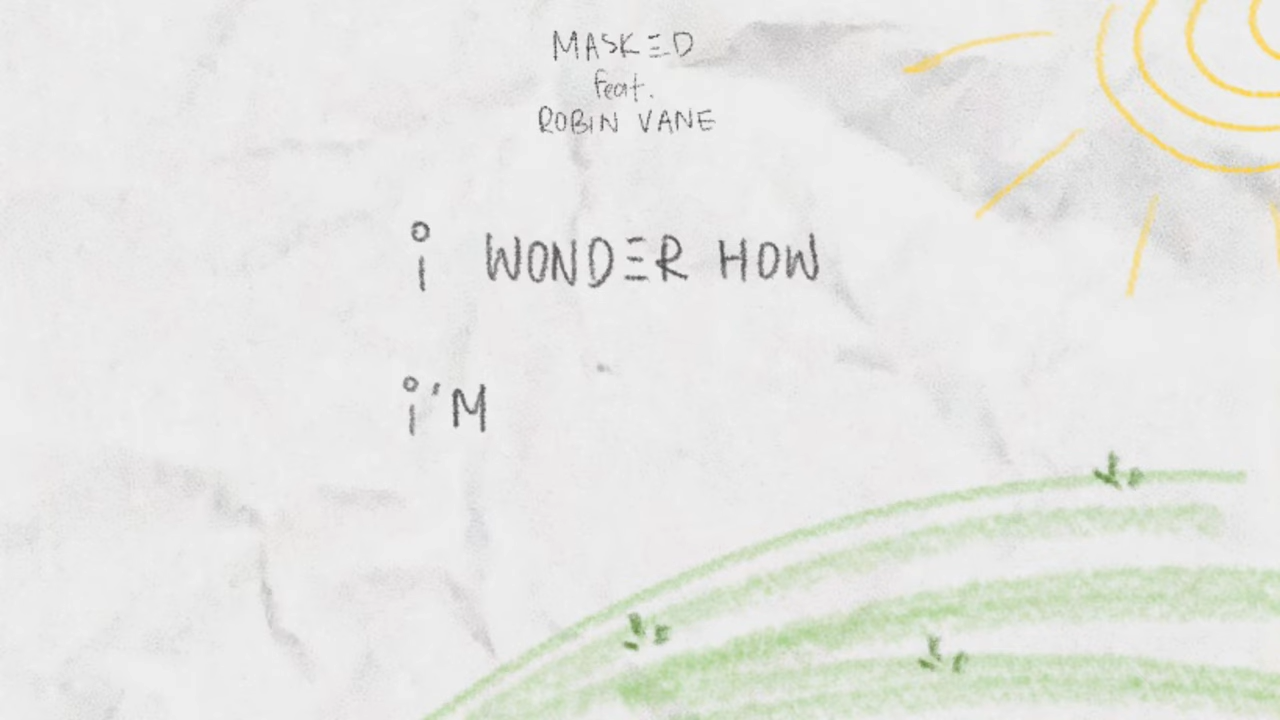 MASKED
feat.
ROBIN VANE
i WONDER HOW
i'M